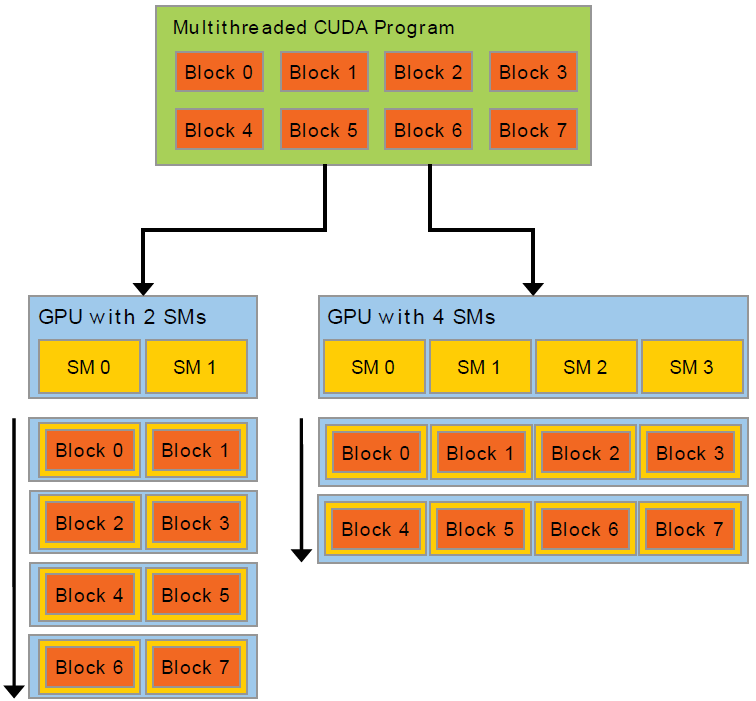 Multithreaded CUDA Program
Block 0 Block 1 Block 2 Block 3
Block 4 Block 5 Block 6 Block 7
GPU with 2 SMs
SM 0 SM 1
Block 0 Block 1
Block 2 Block 3
Block 4 Block 5
Block 6 Block 7
GPU with 4 SMs
SM 0 SM 1 SM 2 SM 3
Block 0 Block 1 Block 2 Block 3
Block 4 Block 5 Block 6 Block 7